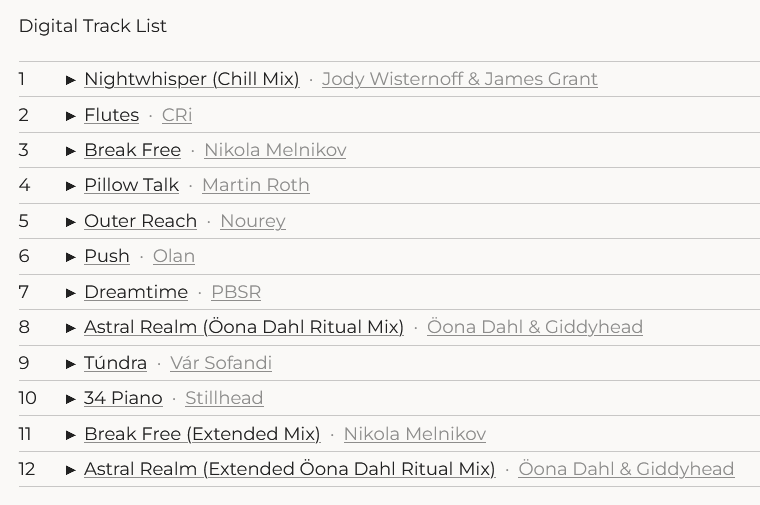 Digital Track List
1 ► Nightwhisper (Chill Mix) · Jody Wisternoff & James Grant
2 ► Flutes · CRi
3 ► Break Free · Nikola Melnikov
4 ► Pillow Talk · Martin Roth
5 ► Outer Reach · Nourey
6 ► Push · Olan
7 ► Dreamtime · PBSR
8 ► Astral Realm (Öona Dahl Ritual Mix) · Öona Dahl & Giddyhead
9 ► Túndra · Vár Sofandi
10 ► 34 Piano · Stillhead
11 ► Break Free (Extended Mix) · Nikola Melnikov
12 ► Astral Realm (Extended Öona Dahl Ritual Mix) · Öona Dahl & Giddyhead